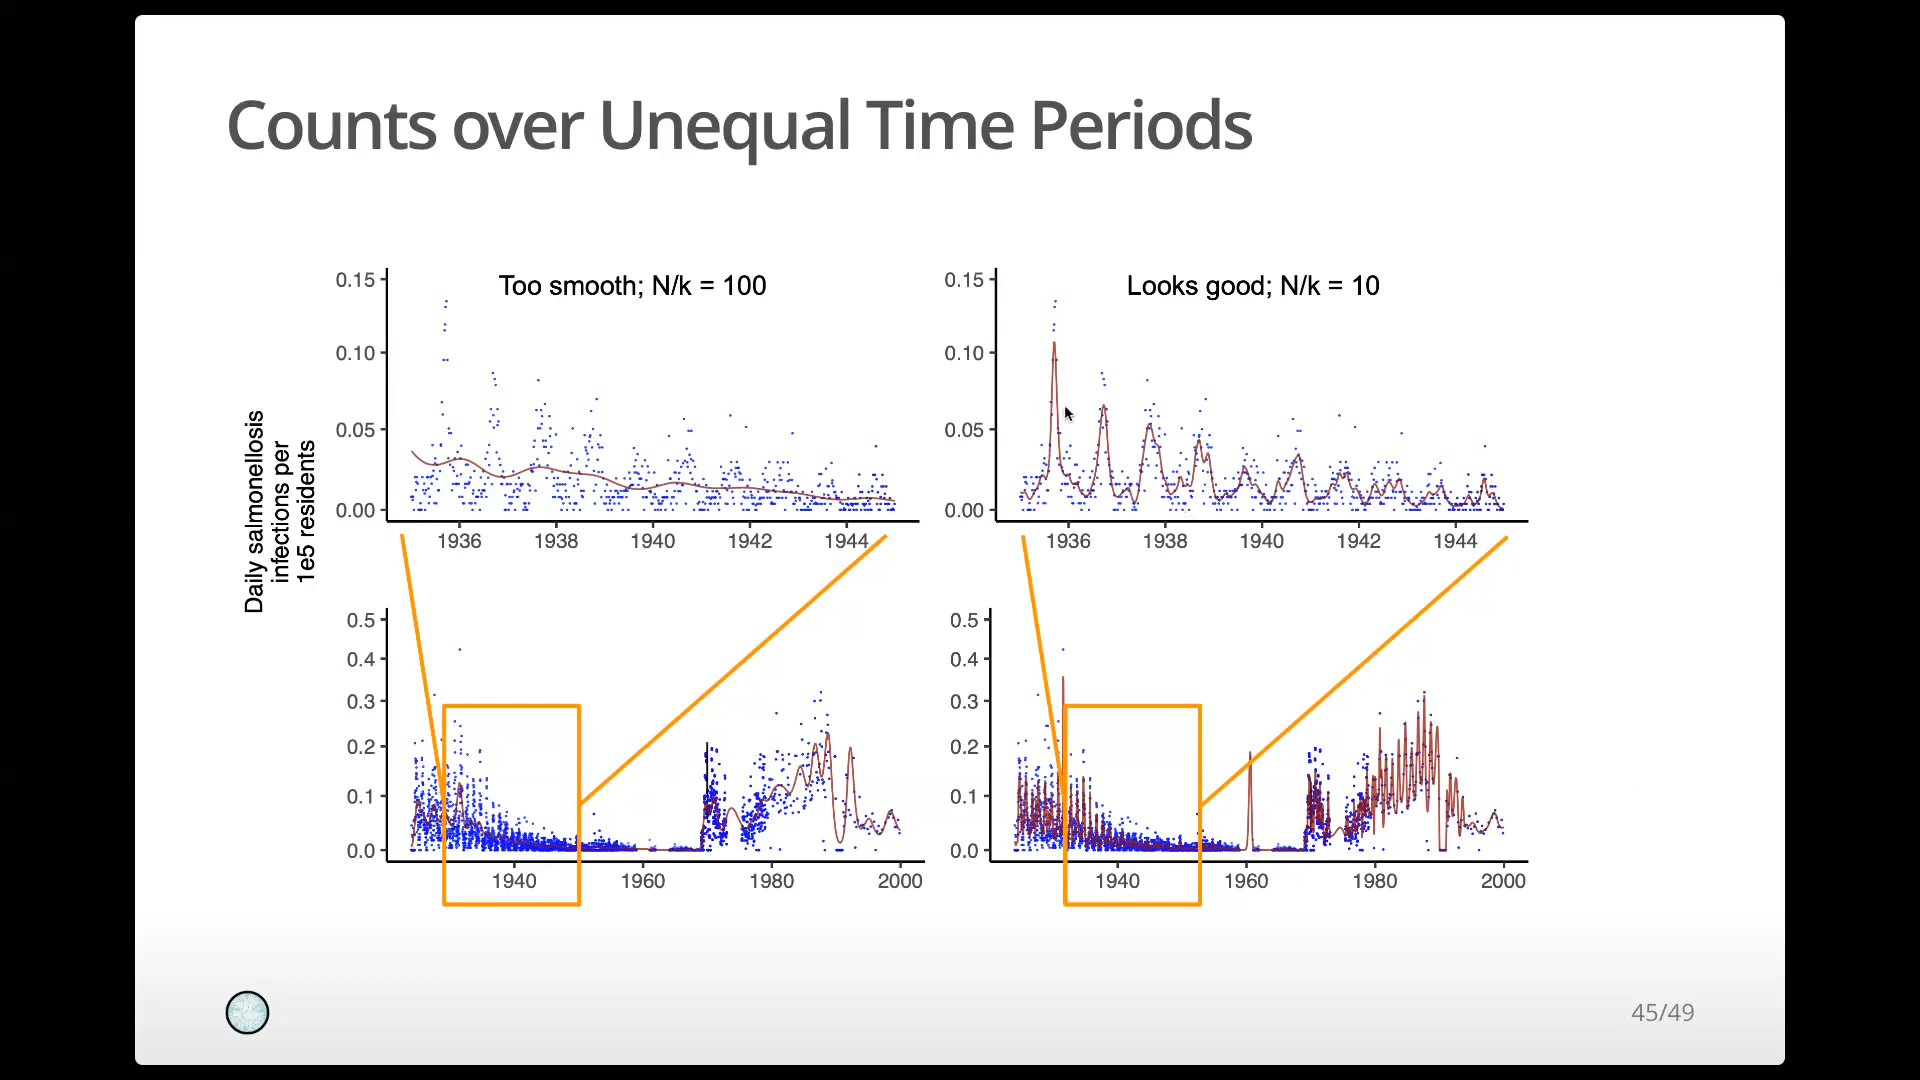 Counts over Unequal Time Periods
Daily salmonellosis
infections per
1e5 residents
Too smooth; N/k = 100
0.15
0.10
0.05
0.00
1936 1938 1940 1942 1944
Looks good; N/k = 10
0.15
0.10
0.05
0.00
1936 1938 1940 1942 1944
0.5
0.4
0.3
0.2
0.1
0.0
1940 1960 1980 2000
0.5
0.4
0.3
0.2
0.1
0.0
1940 1960 1980 2000
45/49